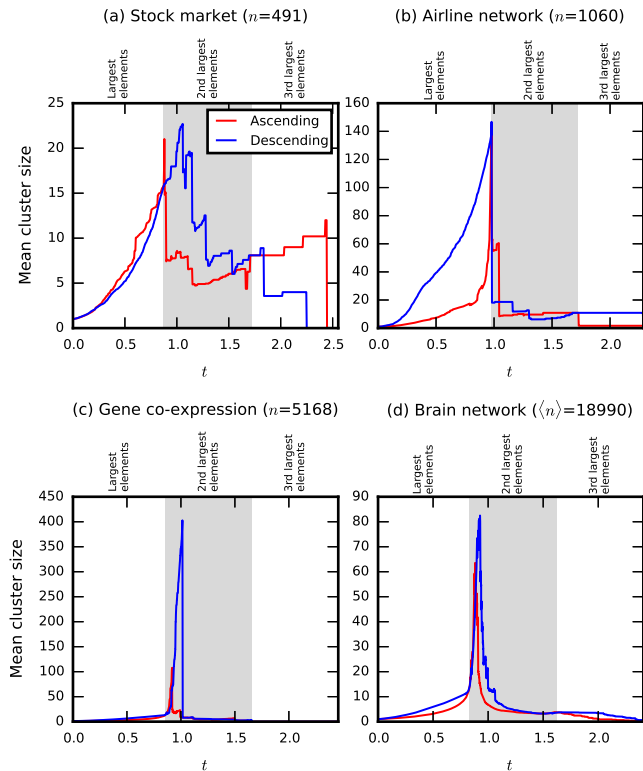 (a) Stock market (n=491)
Largest
elements
2nd largest
elements
3rd largest
elements
25
20
15
10
5
0
Mean cluster size
Ascending
Descending
0.0 0.5 1.0 1.5 2.0 2.5
t
(b) Airline network (n=1060)
Largest
elements
2nd largest
elements
3rd largest
elements
160
140
120
100
80
60
40
20
0
0.0 0.5 1.0 1.5 2.0
t
(c) Gene co-expression (n=5168)
Largest
elements
2nd largest
elements
3rd largest
elements
450
400
350
300
250
200
150
100
50
0
Mean cluster size
0.0 0.5 1.0 1.5 2.0
t
(d) Brain network (⟨n⟩=18990)
Largest
elements
2nd largest
elements
3rd largest
elements
90
80
70
60
50
40
30
20
10
0
0.0 0.5 1.0 1.5 2.0
t